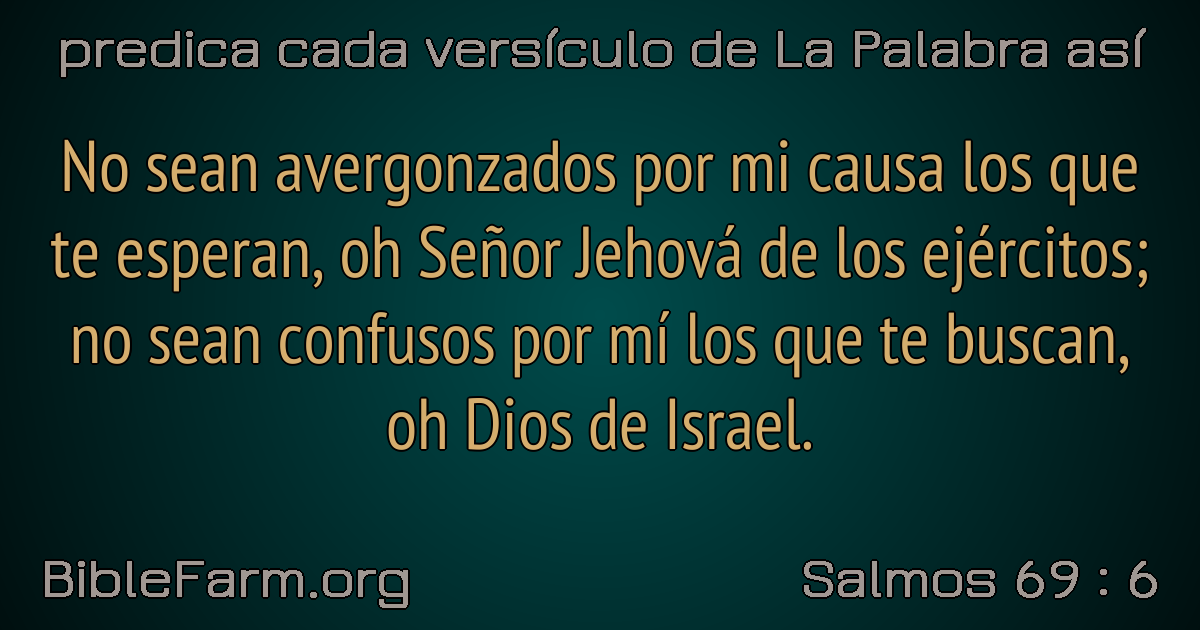 predica cada versículo de La Palabra así
No sean avergonzados por mi causa los que
te esperan, oh Señor Jehová de los ejércitos;
no sean confusos por mí los que te buscan,
oh Dios de Israel.
BibleFarm.org
Salmos 69 : 6